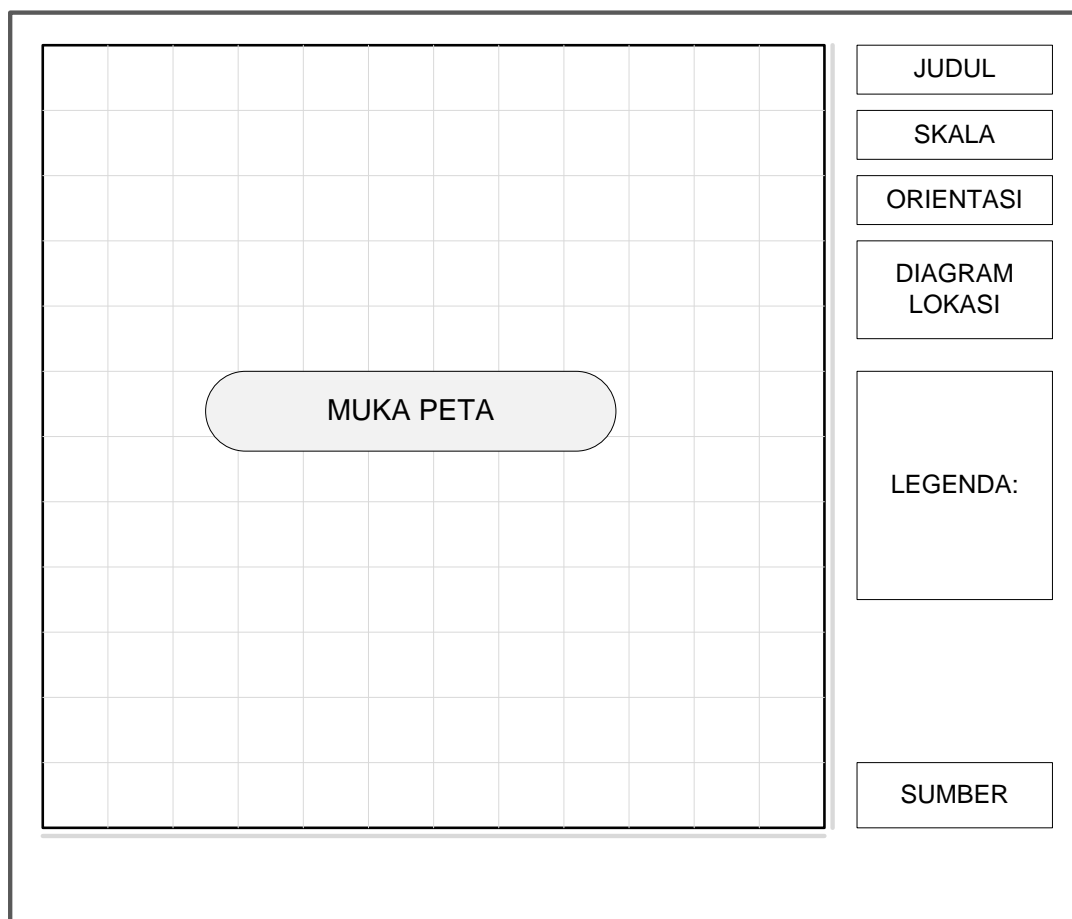 JUDUL
SKALA
ORIENTASI
DIAGRAM
LOKASI
MUKA PETA
LEGENDA:
SUMBER